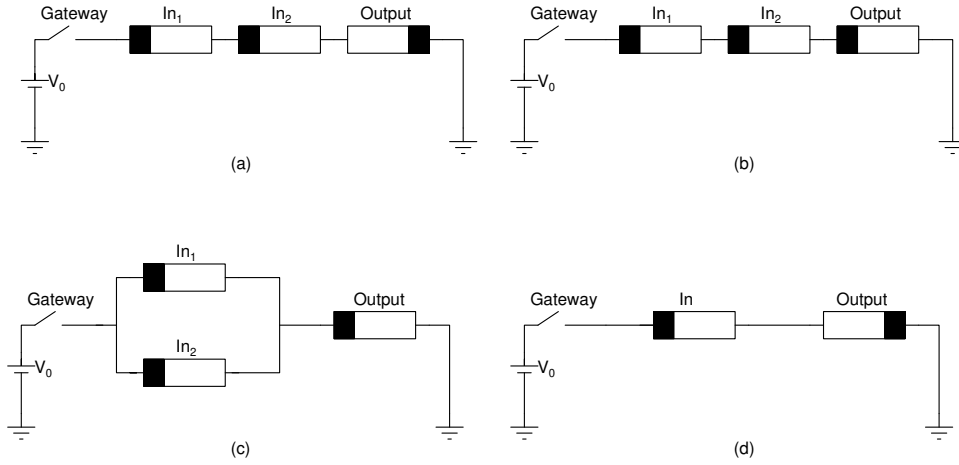 Gateway In₁ In₂ Output
V₀
(a)
Gateway In₁ In₂ Output
V₀
(b)
In₁
Gateway Output
In₂
V₀
(c)
Gateway In Output
V₀
(d)